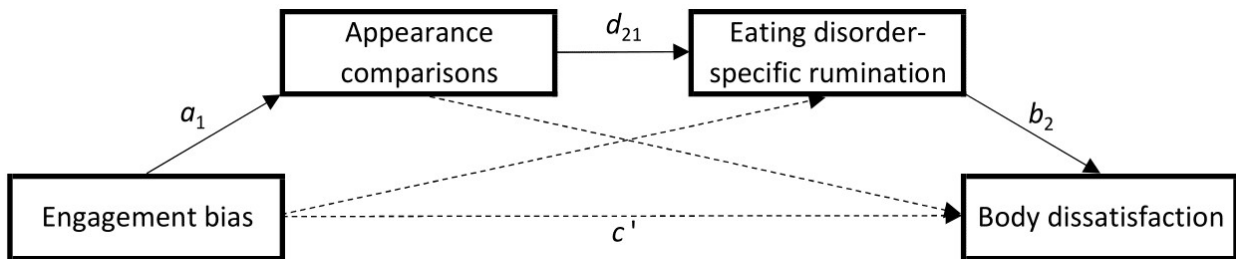 Appearance
comparisons
d21
Eating disorder-
specific rumination
a1
b2
Engagement bias
c'
Body dissatisfaction